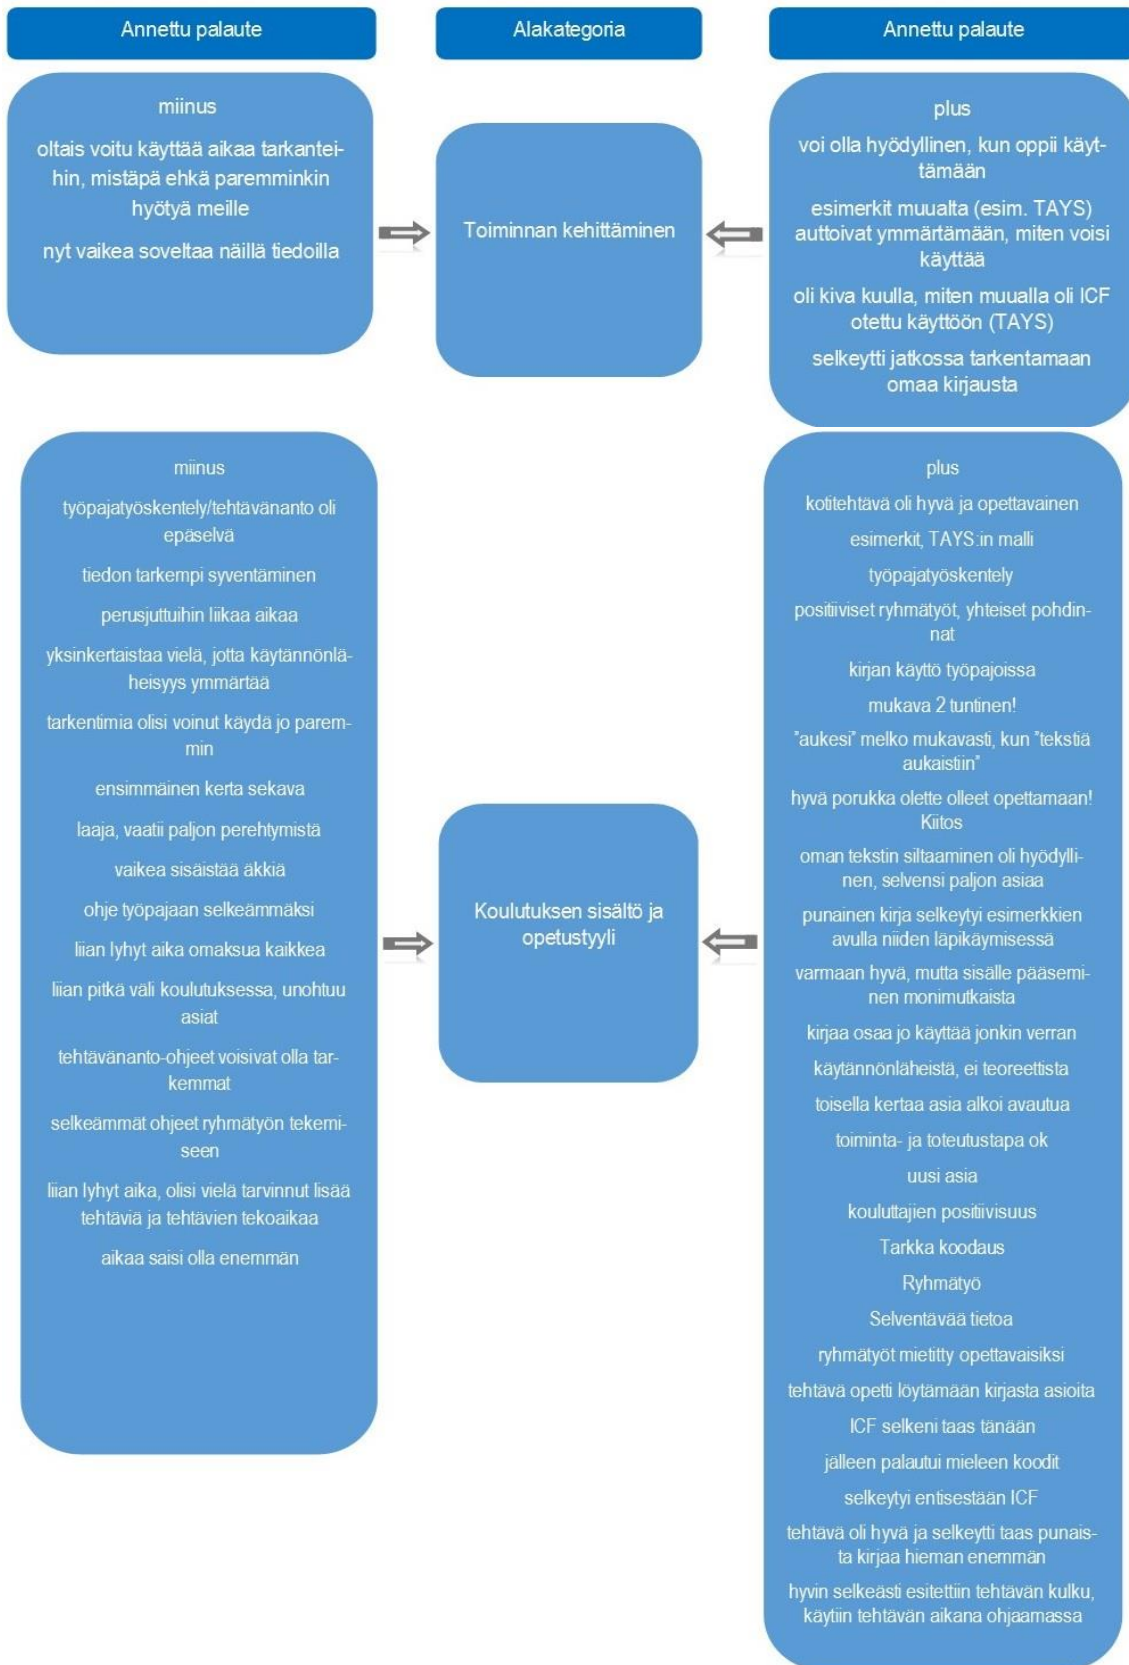 Annettu palaute
Alakategoria
Annettu palaute
miinus
oltais voitu käyttää aikaa tarkantei-
hin, mistäpä ehkä paremminkin
hyötyä meille
nyt vaikea soveltaa näillä tiedoilla
Toiminnan kehittäminen
plus
voi olla hyödyllinen, kun oppii käyt-
tämään
esimerkit muualta (esim. TAYS)
auttoivat ymmärtämään, miten voisi
käyttää
oli kiva kuulla, miten muualla oli ICF
otettu käyttöön (TAYS)
selkeytti jatkossa tarkentamaan
omaa kirjausta
miinus
työpajatyöskentely/tehtävänanto oli
epäselvä
tiedon tarkempi syventäminen
perusjuttuihin liikaa aikaa
yksinkertaistaa vielä, jotta käytännönlä-
heisyys ymmärtää
tarkentimia olisi voinut käydä jo parem-
min
ensimmäinen kerta sekava
laaja, vaatii paljon perehtymistä
vaikea sisäistää äkkiä
ohje työpajaan selkeämmäksi
liian lyhyt aika omaksua kaikkea
liian pitkä väli koulutuksessa, unohtuu
asiat
tehtävänanto-ohjeet voisivat olla tar-
kemmat
selkeämmät ohjeet ryhmätyön tekemi-
seen
liian lyhyt aika, olisi vielä tarvinnut lisää
tehtäviä ja tehtävien tekoaikaa
aikaa saisi olla enemmän
Koulutuksen sisältö ja
opetustyyli
plus
kotitehtävä oli hyvä ja opettavainen
esimerkit, TAYS:in malli
työpajatyöskentely
positiiviset ryhmätyöt, yhteiset pohdin-
nat
kirjan käyttö työpajoissa
mukava 2 tuntinen!
"aukesi" melko mukavasti, kun "tekstiä
aukaistiin"
hyvä porukka olette olleet opettamaan!
Kiitos
oman tekstin siltaaminen oli hyödylli-
nen, selvensi paljon asiaa
punainen kirja selkeytyi esimerkkien
avulla niiden läpikäymisessä
varmaan hyvä, mutta sisälle pääsemi-
nen monimutkaista
kirjaa osaa jo käyttää jonkin verran
käytännönläheistä, ei teoreettista
toisella kertaa asia alkoi avautua
toiminta- ja toteutustapa ok
uusi asia
kouluttajien positiivisuus
Tarkka koodaus
Ryhmätyö
Selventävää tietoa
ryhmätyöt mietitty opettavaisiksi
tehtävä opetti löytämään kirjasta asioita
ICF selkeni taas tänään
jälleen palautui mieleen koodit
selkeytyi entisestään ICF
tehtävä oli hyvä ja selkeytti taas punais-
ta kirjaa hieman enemmän
hyvin selkeästi esitettiin tehtävän kulku,
käytiin tehtävän aikana ohjaamassa